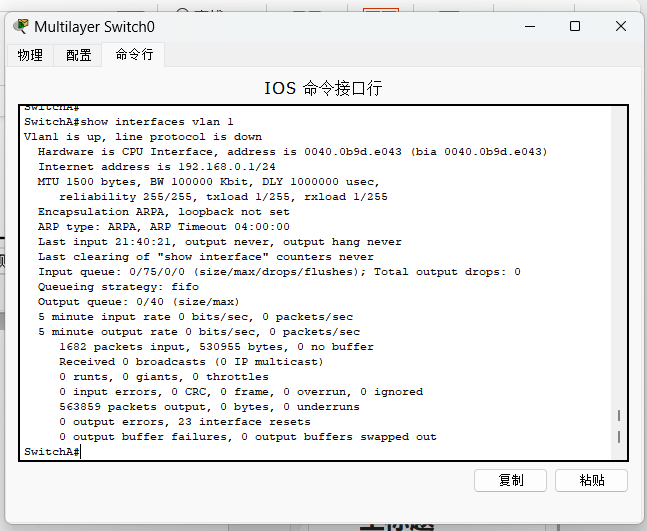 Multilayer Switch0
物理 配置 命令行
IOS 命令接口行
SwitchA#
SwitchA#show interfaces vlan 1
Vlan1 is up, line protocol is down
Hardware is CPU Interface, address is 0040.0b9d.e043 (bia 0040.0b9d.e043)
Internet address is 192.168.0.1/24
MTU 1500 bytes, BW 100000 Kbit, DLY 1000000 usec,
reliability 255/255, txload 1/255, rxload 1/255
Encapsulation ARPA, loopback not set
ARP type: ARPA, ARP Timeout 04:00:00
Last input 21:40:21, output never, output hang never
Last clearing of "show interface" counters never
Input queue: 0/75/0/0 (size/max/drops/flushes); Total output drops: 0
Queueing strategy: fifo
Output queue: 0/40 (size/max)
5 minute input rate 0 bits/sec, 0 packets/sec
5 minute output rate 0 bits/sec, 0 packets/sec
1682 packets input, 530955 bytes, 0 no buffer
Received 0 broadcasts (0 IP multicast)
0 runts, 0 giants, 0 throttles
0 input errors, 0 CRC, 0 frame, 0 overrun, 0 ignored
563859 packets output, 0 bytes, 0 underruns
0 output errors, 23 interface resets
0 output buffer failures, 0 output buffers swapped out
SwitchA#
复制 粘贴